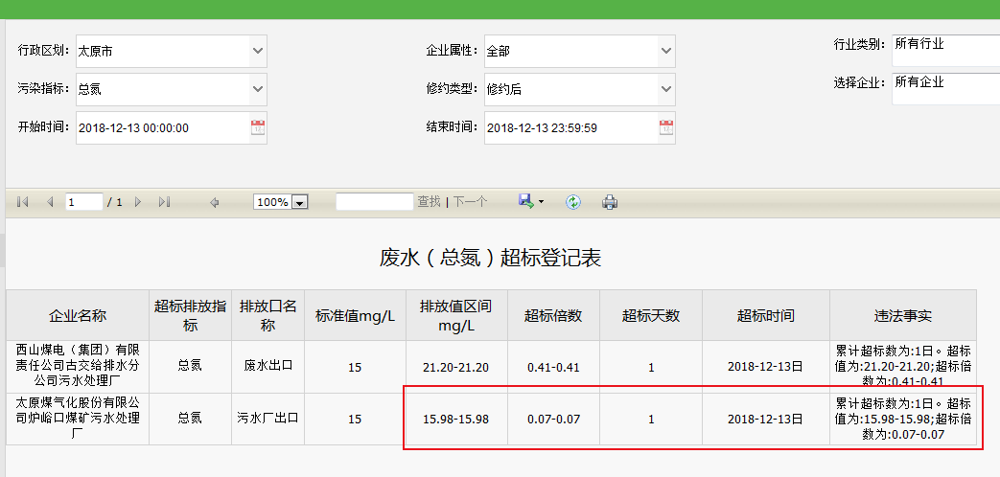 行政区划： 太原市 企业属性： 全部 行业类别： 所有行业
污染指标： 总氮 修约类型： 修约后 选择企业： 所有企业
开始时间： 2018-12-13 00:00:00 结束时间： 2018-12-13 23:59:59
1 / 1 100% 查找 | 下一个
废水（总氮）超标登记表
企业名称 超标排放指标 排放口名称 标准值mg/L 排放值区间mg/L 超标倍数 超标天数 超标时间 违法事实
西山煤电（集团）有限责任公司古交给排水分公司污水处理厂 总氮 废水出口 15 21.20-21.20 0.41-0.41 1 2018-12-13日 累计超标数为:1日。超标值为:21.20-21.20;超标倍数为:0.41-0.41
太原煤气化股份有限公司炉峪口煤矿污水处理厂 总氮 污水厂出口 15 15.98-15.98 0.07-0.07 1 2018-12-13日 累计超标数为:1日。超标值为:15.98-15.98;超标倍数为:0.07-0.07